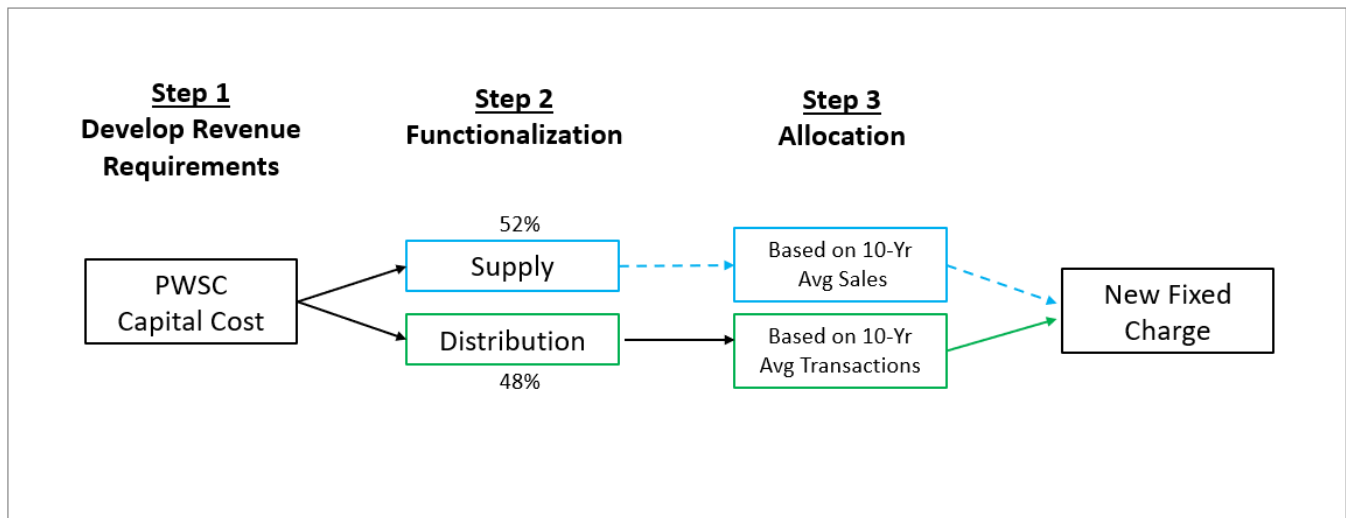 Step 1
Develop Revenue
Requirements
Step 2
Functionalization
Step 3
Allocation
PWSC
Capital Cost
52%
Supply
Distribution
48%
Based on 10-Yr
Avg Sales
Based on 10-Yr
Avg Transactions
New Fixed
Charge